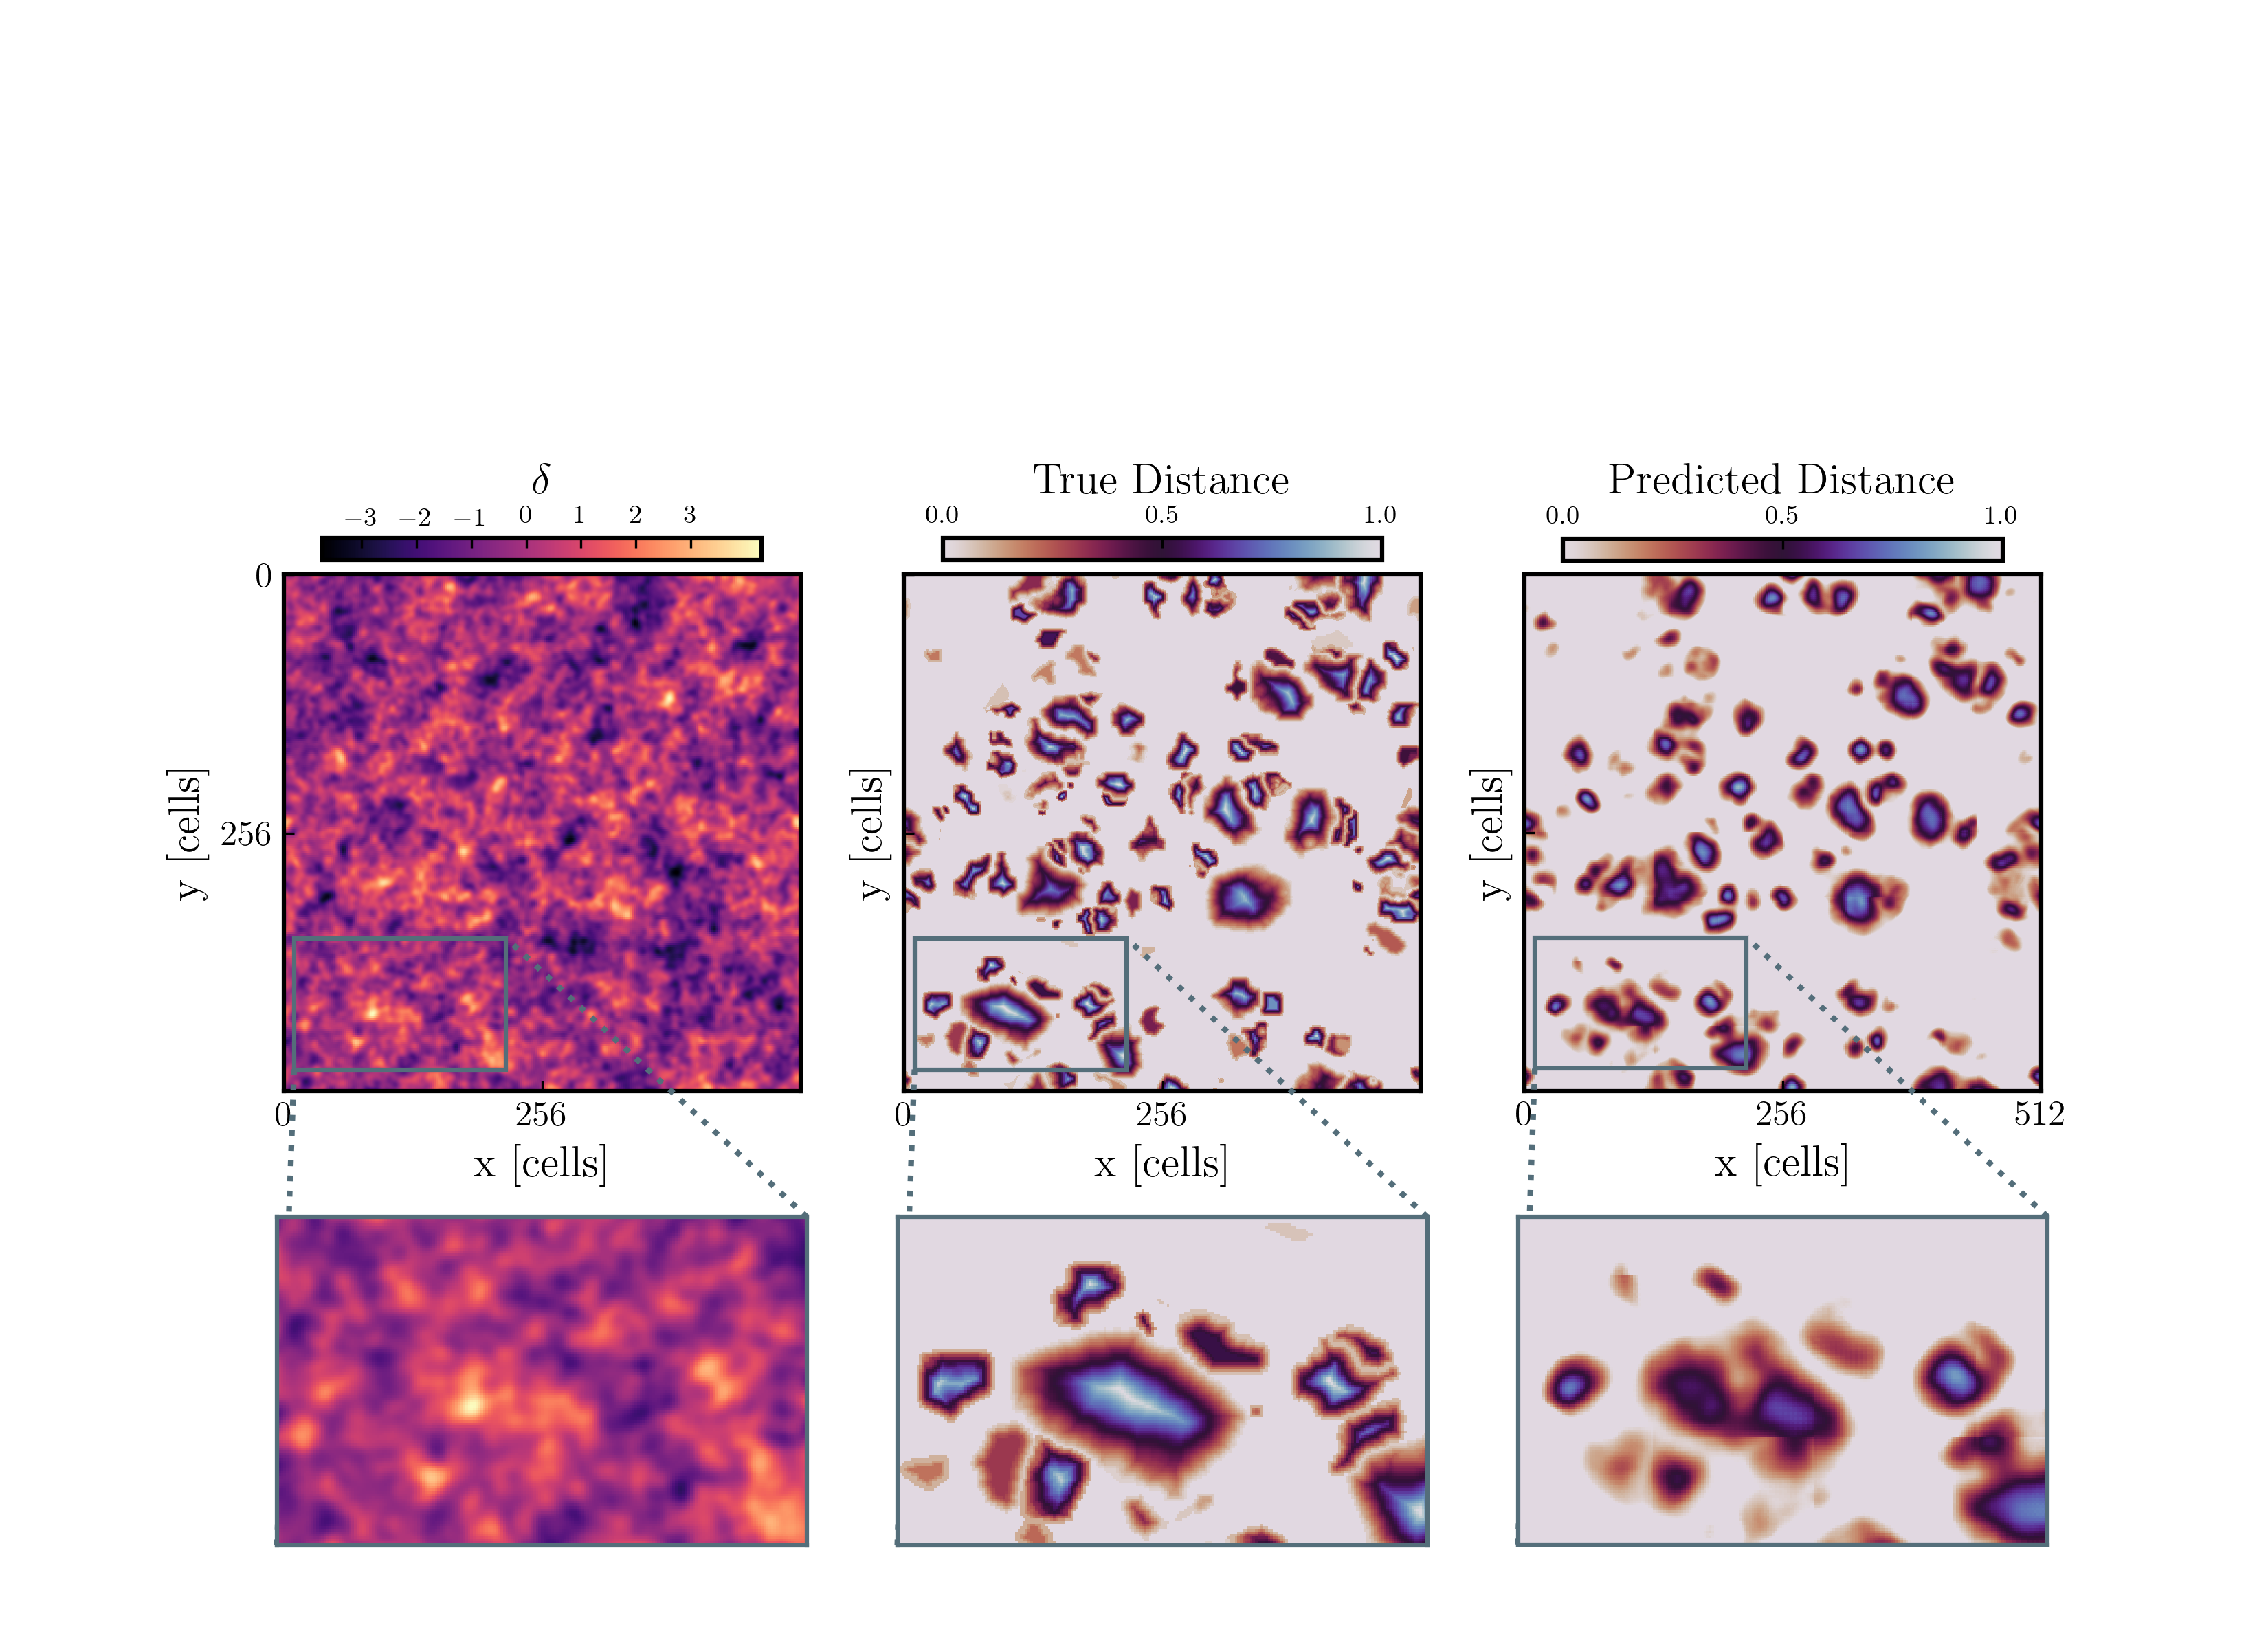 δ True Distance Predicted Distance
−3 −2 −1 0 1 2 3 0.0 0.5 1.0 0.0 0.5 1.0
0
y [cells] 256 y [cells] y [cells]
0 256 0 256 0 256 512
x [cells] x [cells] x [cells]